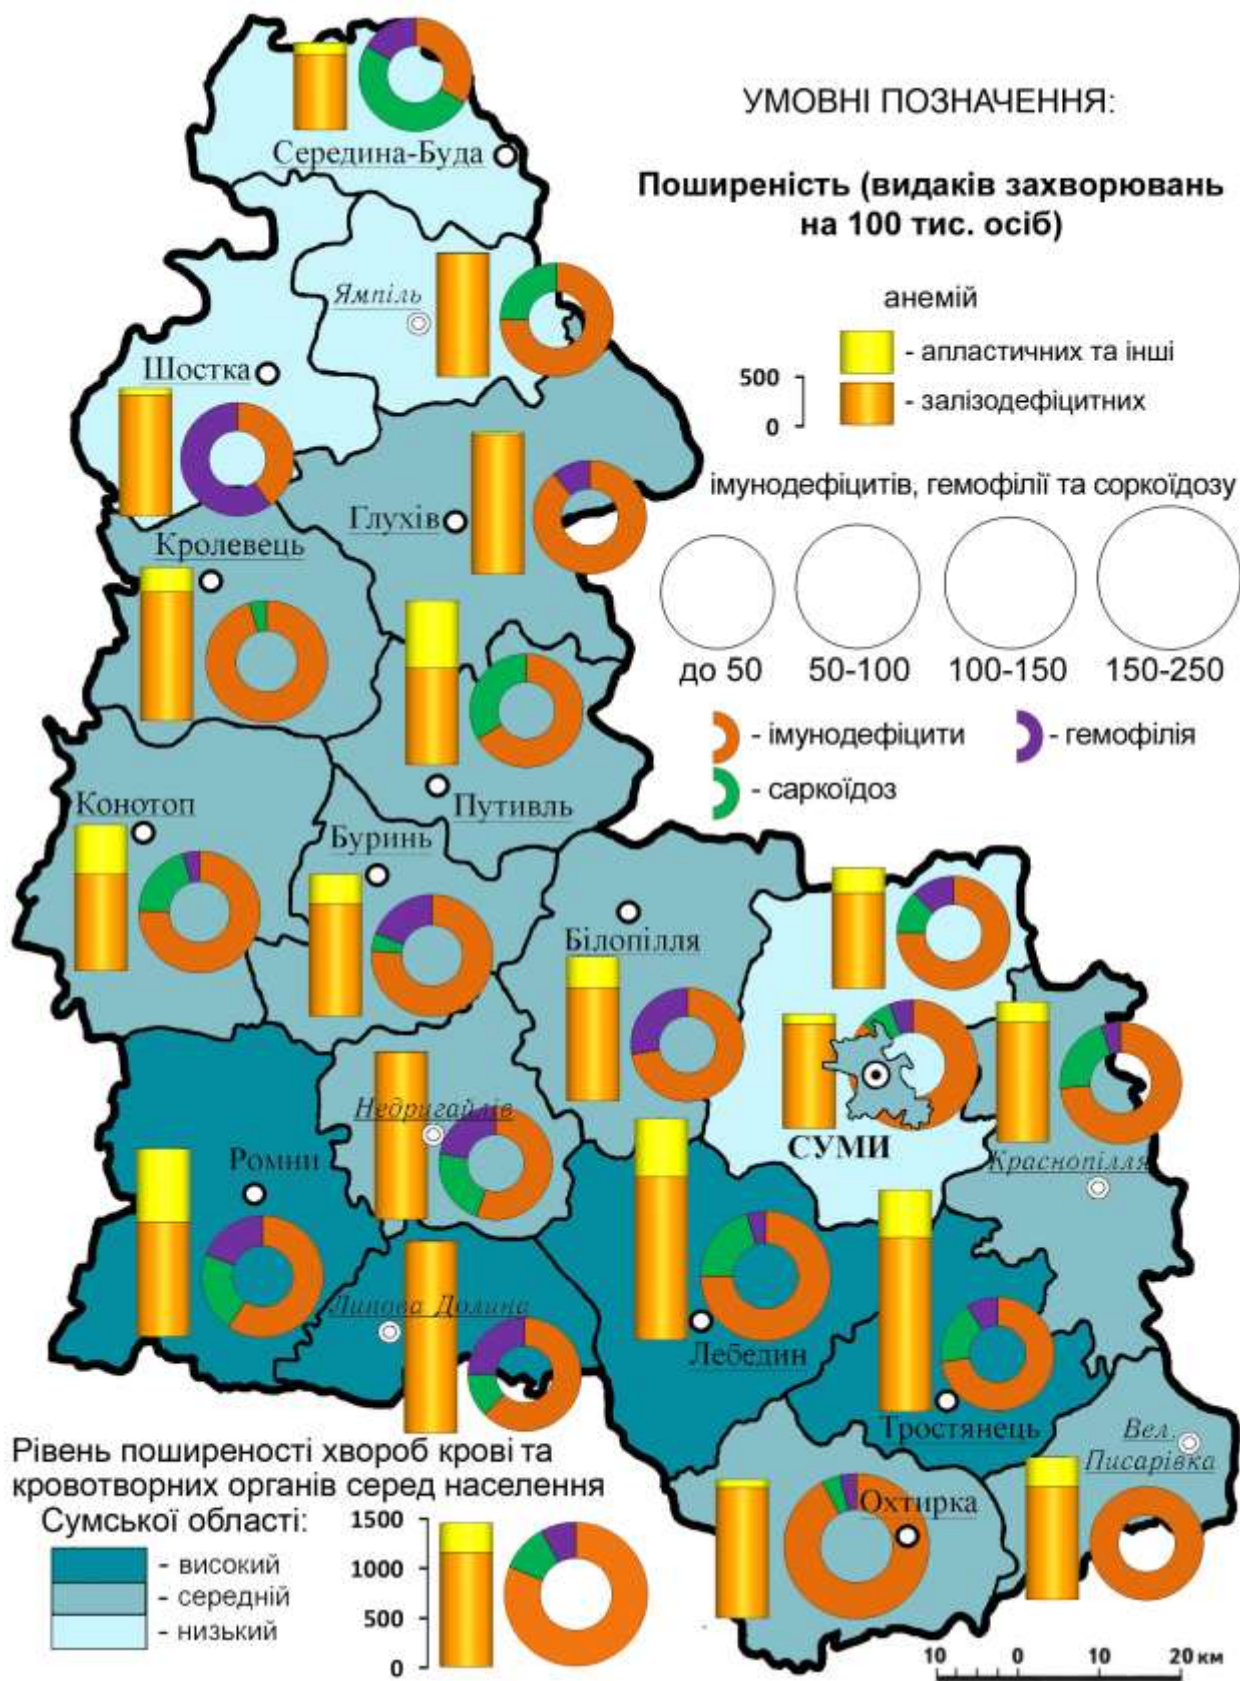 УМОВНІ ПОЗНАЧЕННЯ:
Поширеність (видаків захворювань
на 100 тис. осіб)
анемій
- апластичних та інші
- залізодефіцитних
500
0
імунодефіцитів, гемофілії та соркоїдозу
до 50
50-100
100-150
150-250
- імунодефіцити
- гемофілія
- саркоїдоз
Середина-Буда
Ямпіль
Шостка
Глухів
Кролевець
Путивль
Конотоп
Буринь
Білопілля
СУМИ
Недригайлів
Краснопілля
Ромни
Липова Долина
Лебедин
Тростянець
Вел.
Писарівка
Охтирка
Рівень поширеності хвороб крові та
кровотворних органів серед населення
Сумської області:
- високий
- середній
- низький
1500
1000
500
0
10 0 10 20 км